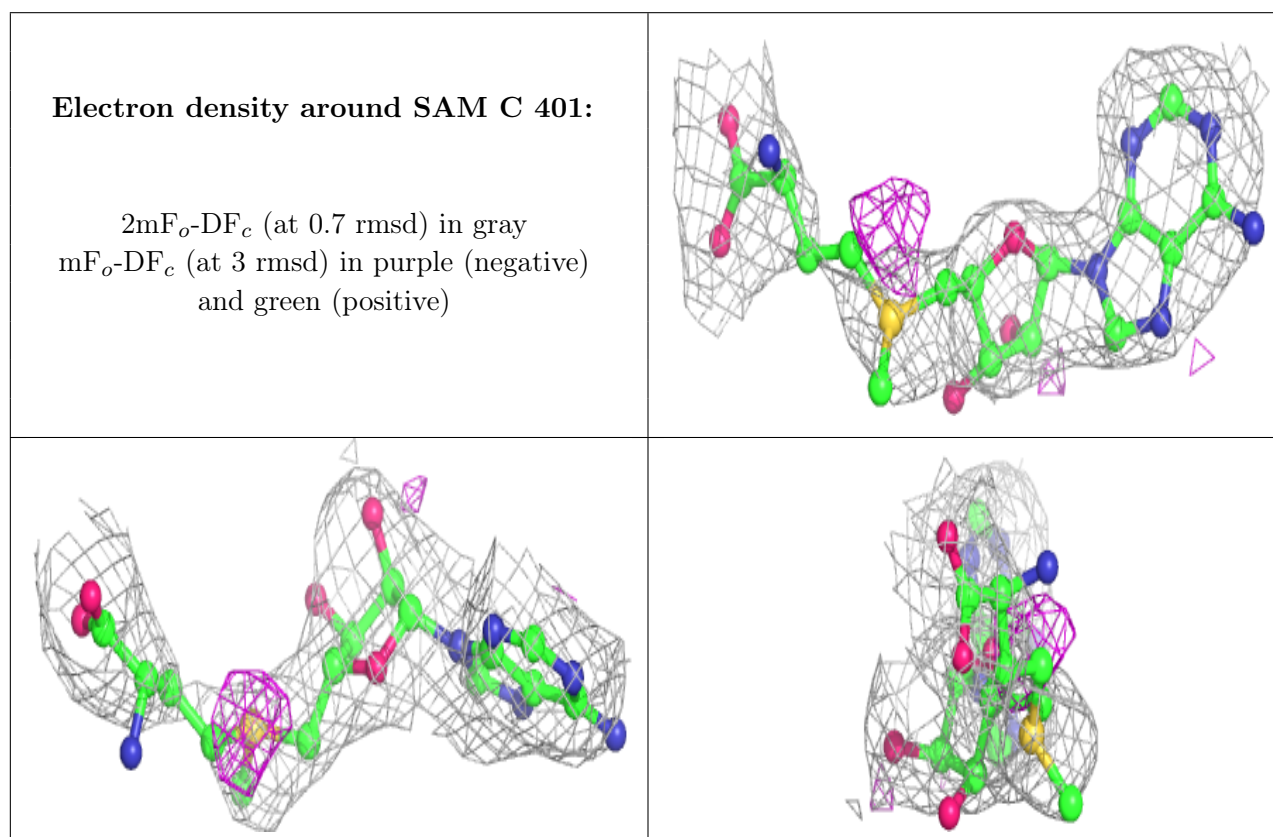 Electron density around SAM C 401:
2mFo-DFc (at 0.7 rmsd) in gray
mFo-DFc (at 3 rmsd) in purple (negative)
and green (positive)